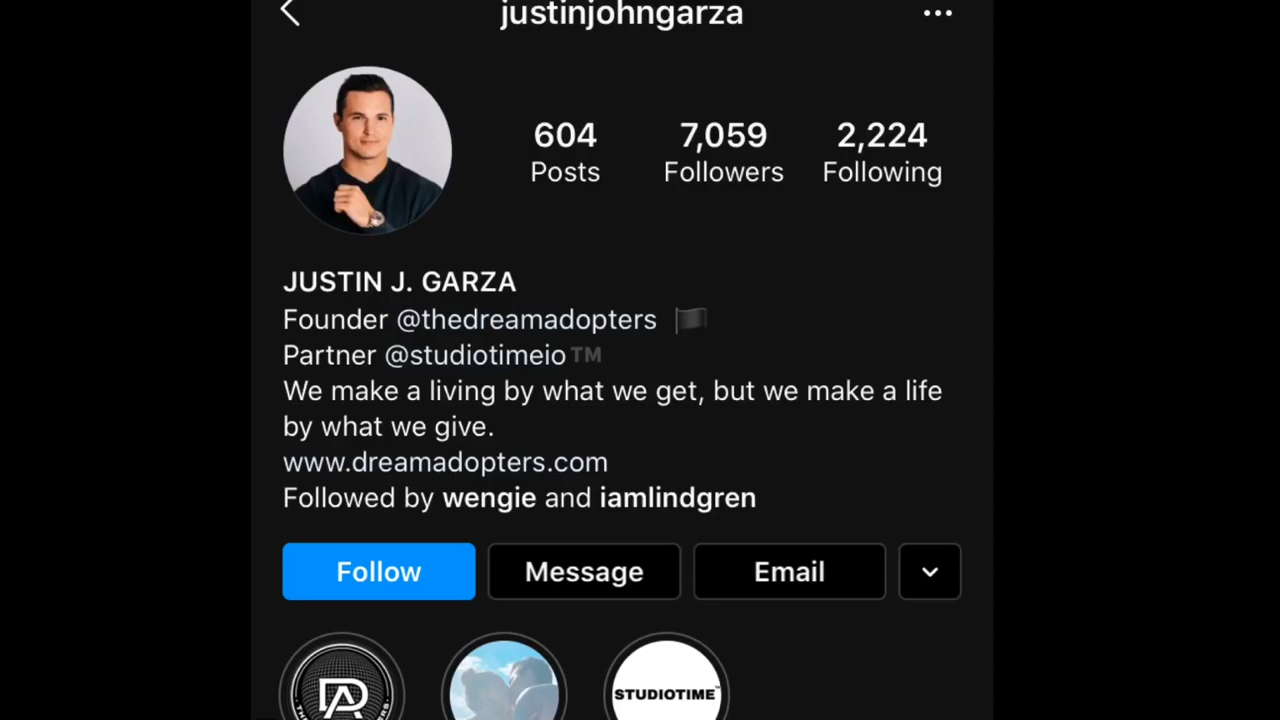 justinjohngarza
604 7,059 2,224
Posts Followers Following
JUSTIN J. GARZA
Founder @thedreamadopters 🏴
Partner @studiotimeio™️
We make a living by what we get, but we make a life
by what we give.
www.dreamadopters.com
Followed by wengie and iamlindgren
Follow Message Email
DA STUDIOTIME™